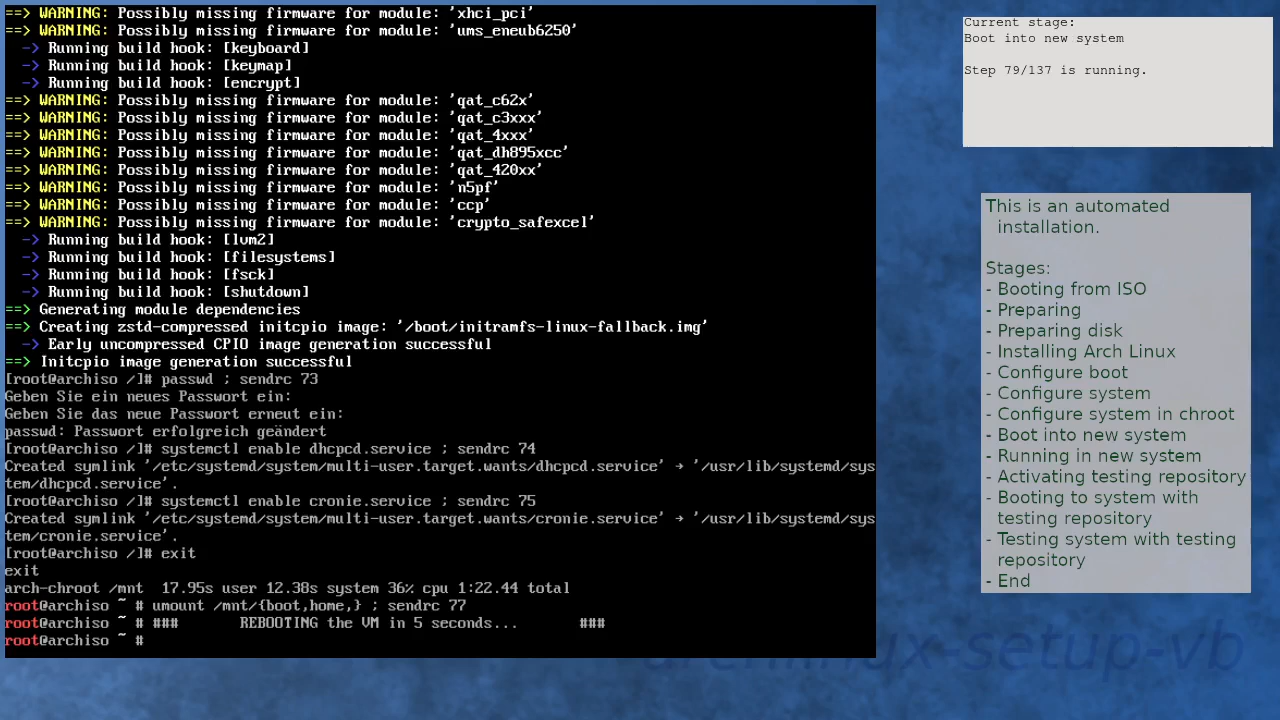 ==> WARNING: Possibly missing firmware for module: 'xhci_pci'
==> WARNING: Possibly missing firmware for module: 'ums_eneub6250'
-> Running build hook: [keyboard]
-> Running build hook: [keymap]
-> Running build hook: [encrypt]
==> WARNING: Possibly missing firmware for module: 'qat_c62x'
==> WARNING: Possibly missing firmware for module: 'qat_c3xxx'
==> WARNING: Possibly missing firmware for module: 'qat_4xxx'
==> WARNING: Possibly missing firmware for module: 'qat_dh895xcc'
==> WARNING: Possibly missing firmware for module: 'qat_420xx'
==> WARNING: Possibly missing firmware for module: 'n5pf'
==> WARNING: Possibly missing firmware for module: 'ccp'
==> WARNING: Possibly missing firmware for module: 'crypto_safexcel'
-> Running build hook: [lvm2]
-> Running build hook: [filesystems]
-> Running build hook: [fsck]
-> Running build hook: [shutdown]
==> Generating module dependencies
==> Creating zstd-compressed initcpio image: '/boot/initramfs-linux-fallback.img'
-> Early uncompressed CPIO image generation successful
==> Initcpio image generation successful
[root@archiso /]# passwd ; sendrc 73
Geben Sie ein neues Passwort ein:
Geben Sie das neue Passwort erneut ein:
passwd: Passwort erfolgreich geändert
[root@archiso /]# systemctl enable dhcpcd.service ; sendrc 74
Created symlink '/etc/systemd/system/multi-user.target.wants/dhcpcd.service' → '/usr/lib/systemd/sys
tem/dhcpcd.service'.
[root@archiso /]# systemctl enable cronie.service ; sendrc 75
Created symlink '/etc/systemd/system/multi-user.target.wants/cronie.service' → '/usr/lib/systemd/sys
tem/cronie.service'.
[root@archiso /]# exit
exit
arch-chroot /mnt  17.95s user 12.38s system 36% cpu 1:22.44 total
root@archiso ~ # umount /mnt/{boot,home,} ; sendrc 77
root@archiso ~ # ###       REBOOTING the VM in 5 seconds...       ###
root@archiso ~ #
Current stage:
Boot into new system
Step 79/137 is running.
This is an automated
installation.
Stages:
- Booting from ISO
- Preparing
- Preparing disk
- Installing Arch Linux
- Configure boot
- Configure system
- Configure system in chroot
- Boot into new system
- Running in new system
- Activating testing repository
- Booting to system with
testing repository
- Testing system with testing
repository
- End
archlinux-setup-vb